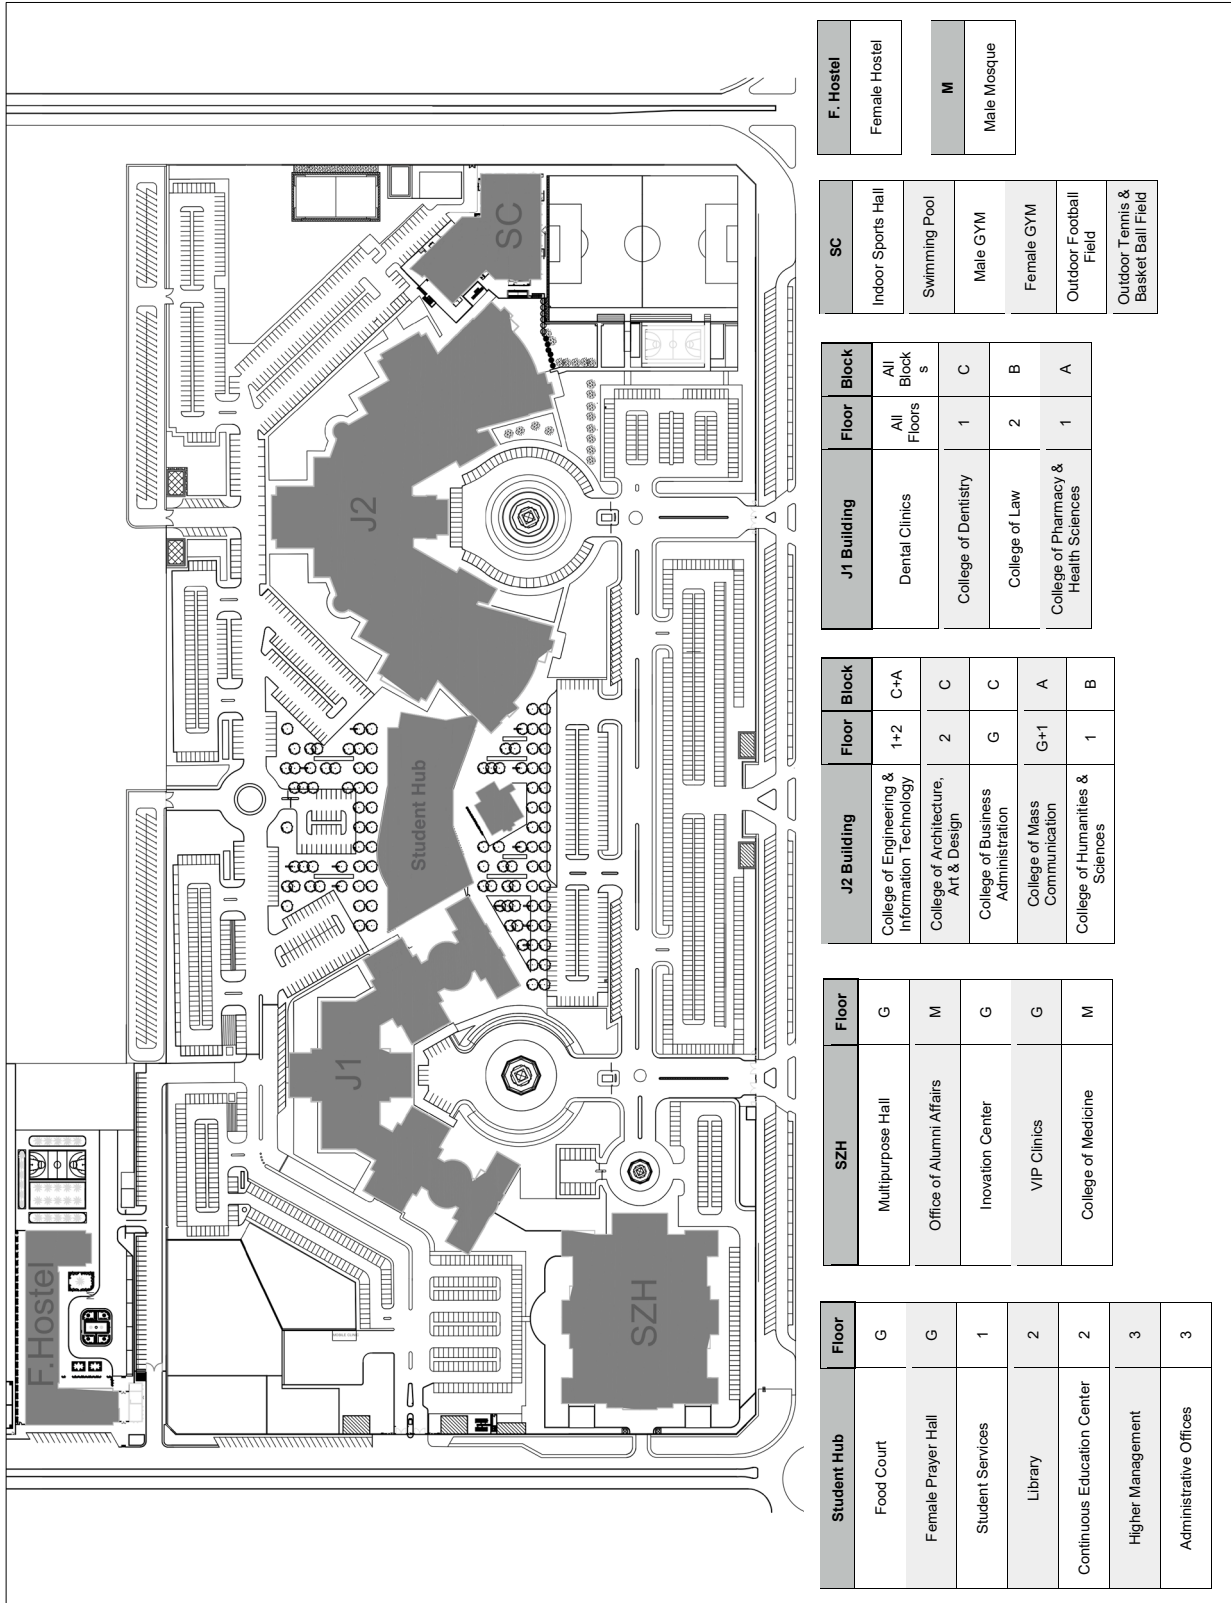 F.Hostel
SZH
J1
Student Hub
J2
SC
MOBILE CLINIC
Student Hub Floor
Food Court G
Female Prayer Hall G
Student Services 1
Library 2
Continuous Education Center 2
Higher Management 3
Administrative Offices 3
SZH Floor
Multipurpose Hall G
Office of Alumni Affairs M
Inovation Center G
VIP Clinics G
College of Medicine M
J2 Building Floor Block
College of Engineering &
Information Technology 1+2 C+A
College of Architecture,
Art & Design 2 C
College of Business
Administration G C
College of Mass
Communication G+1 A
College of Humanities &
Sciences 1 B
J1 Building Floor Block
Dental Clinics All
Floors All
Block
s
College of Dentistry 1 C
College of Law 2 B
College of Pharmacy &
Health Sciences 1 A
SC
Indoor Sports Hall
Swimming Pool
Male GYM
Female GYM
Outdoor Football
Field
Outdoor Tennis &
Basket Ball Field
F. Hostel
Female Hostel
M
Male Mosque